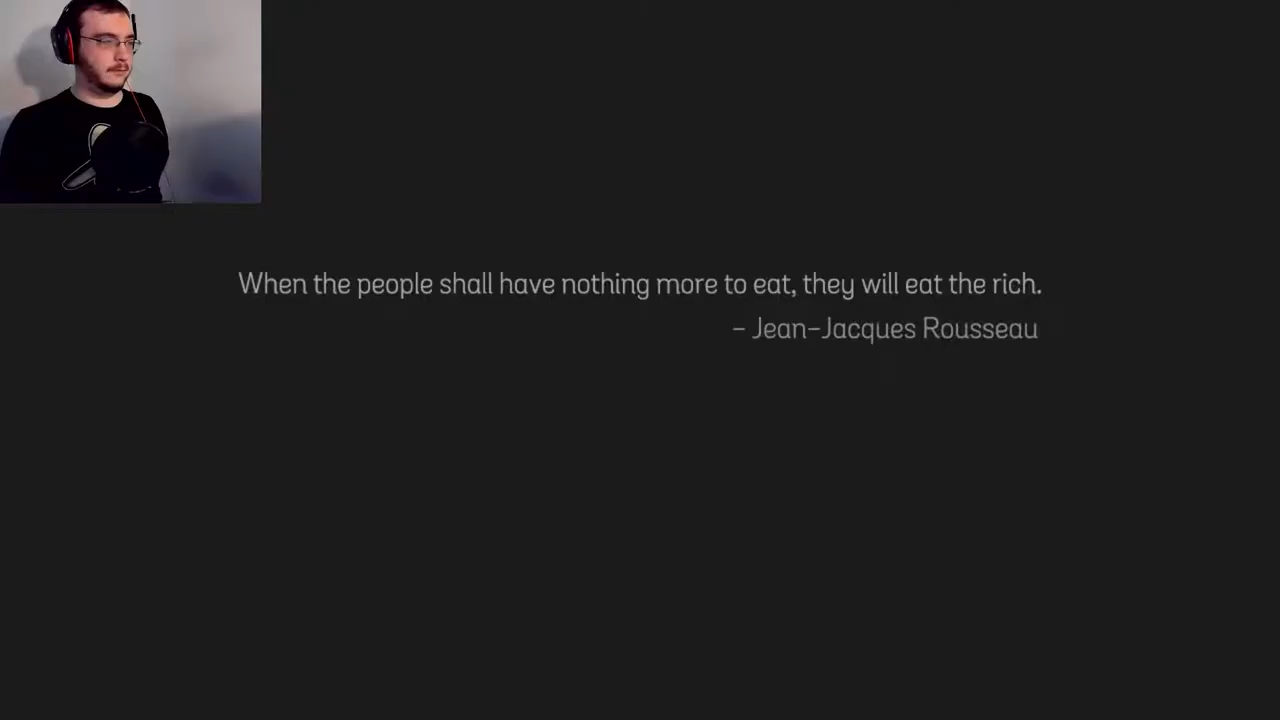 When the people shall have nothing more to eat, they will eat the rich.
– Jean-Jacques Rousseau